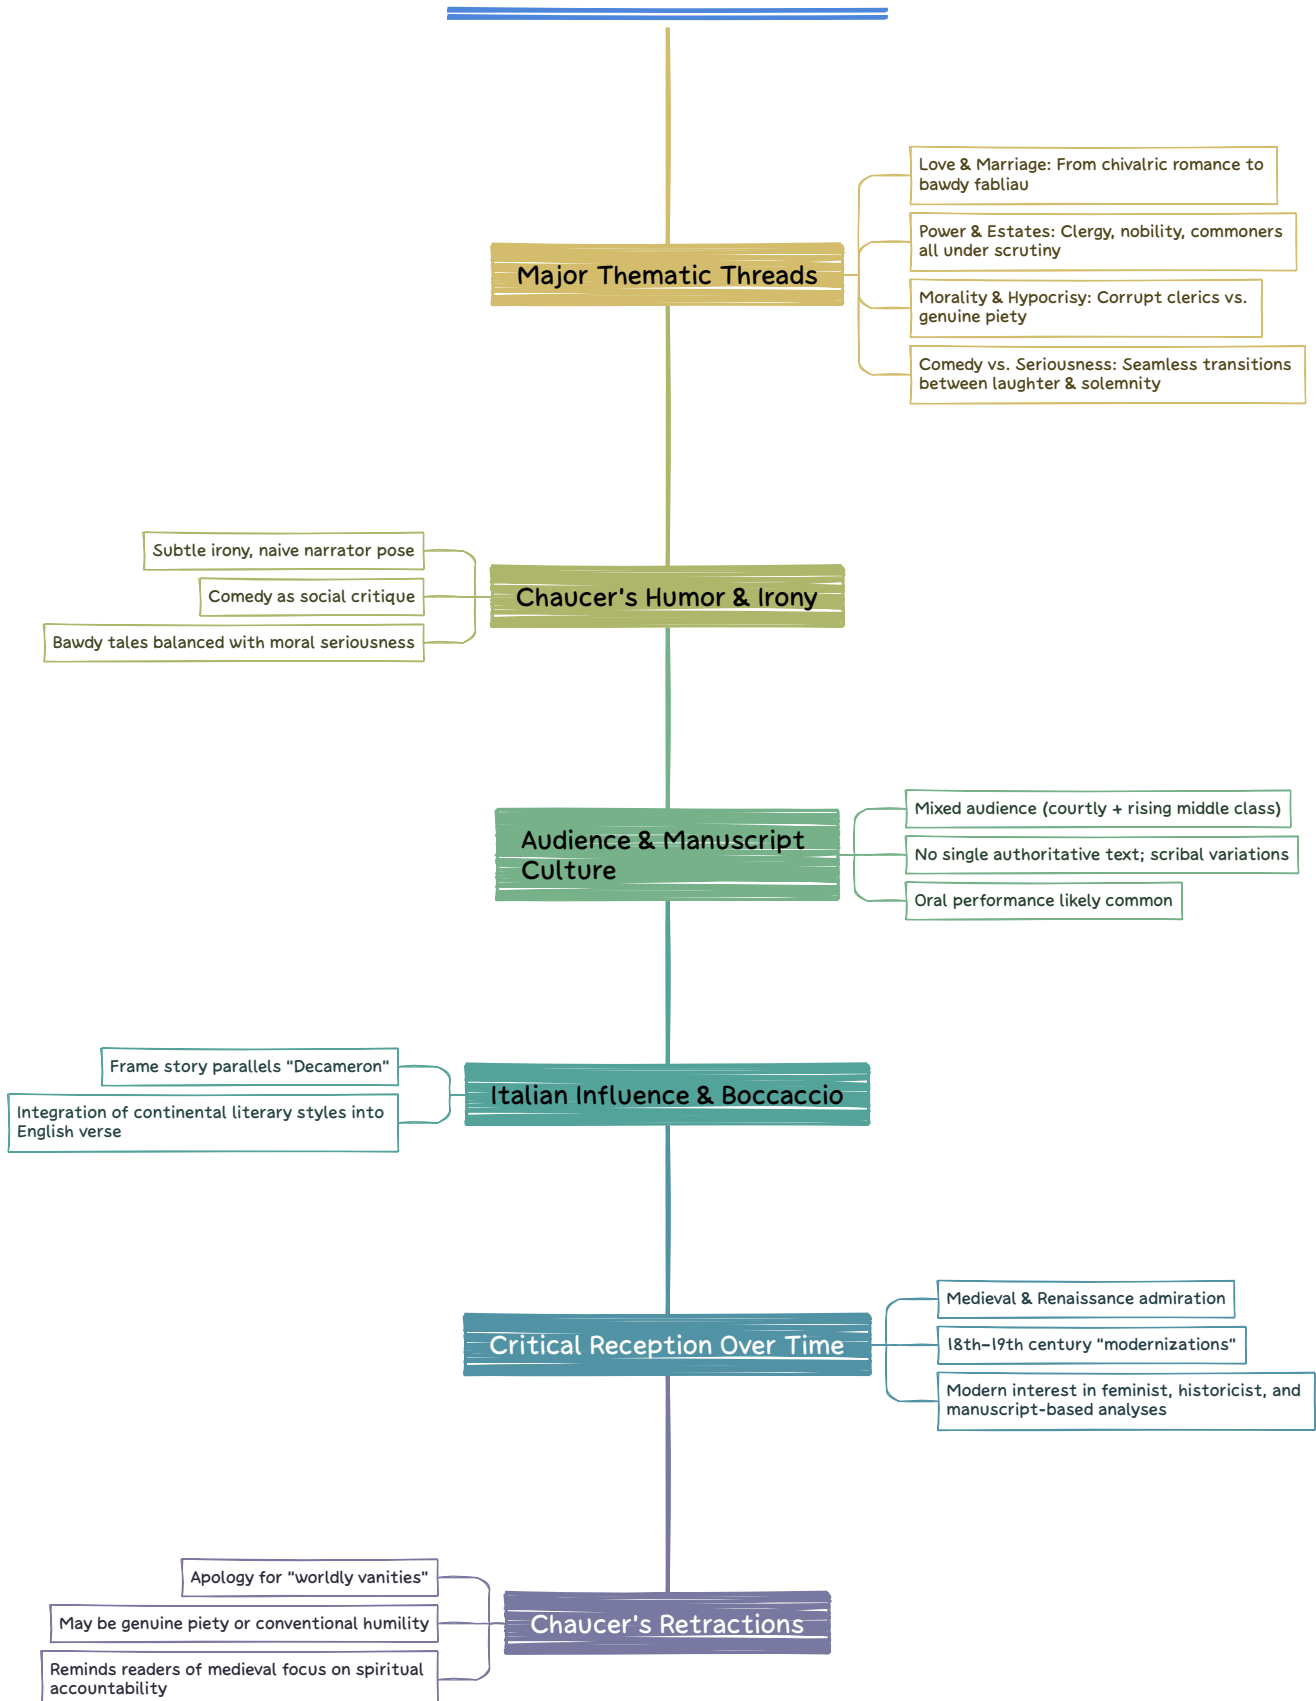 Major Thematic Threads
Love & Marriage: From chivalric romance to
bawdy fabliau
Power & Estates: Clergy, nobility, commoners
all under scrutiny
Morality & Hypocrisy: Corrupt clerics vs.
genuine piety
Comedy vs. Seriousness: Seamless transitions
between laughter & solemnity
Chaucer's Humor & Irony
Subtle irony, naive narrator pose
Comedy as social critique
Bawdy tales balanced with moral seriousness
Audience & Manuscript
Culture
Mixed audience (courtly + rising middle class)
No single authoritative text; scribal variations
Oral performance likely common
Italian Influence & Boccaccio
Frame story parallels "Decameron"
Integration of continental literary styles into
English verse
Critical Reception Over Time
Medieval & Renaissance admiration
18th–19th century "modernizations"
Modern interest in feminist, historicist, and
manuscript-based analyses
Chaucer's Retractions
Apology for "worldly vanities"
May be genuine piety or conventional humility
Reminds readers of medieval focus on spiritual
accountability